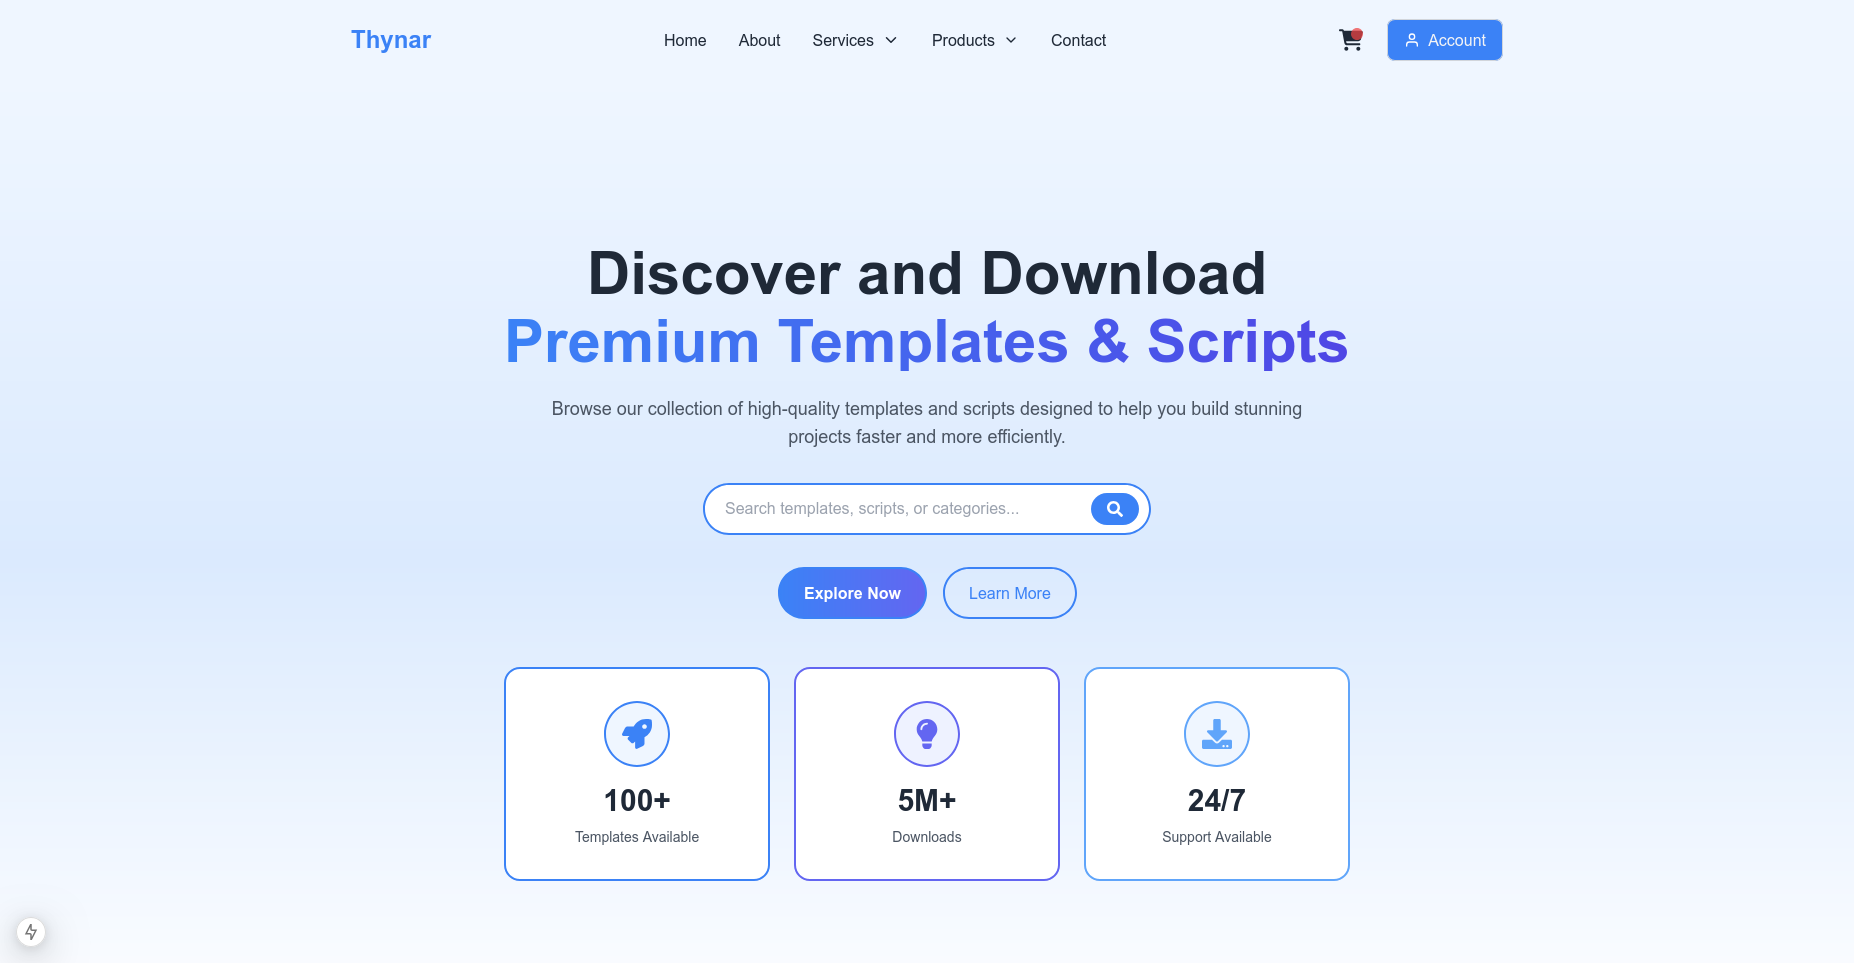 Thynar
Home
About
Services
Products
Contact
Account
Discover and Download
Premium Templates & Scripts
Browse our collection of high-quality templates and scripts designed to help you build stunning
projects faster and more efficiently.
Search templates, scripts, or categories...
Explore Now
Learn More
100+
Templates Available
5M+
Downloads
24/7
Support Available